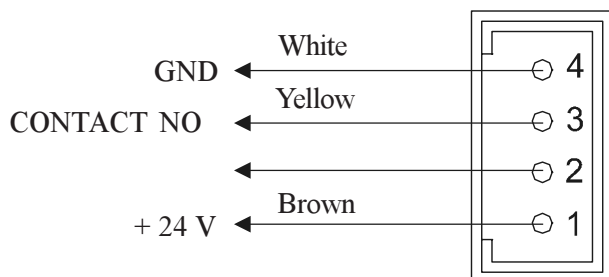 White
GND 4
Yellow
CONTACT NO 3
2
Brown
+ 24 V 1